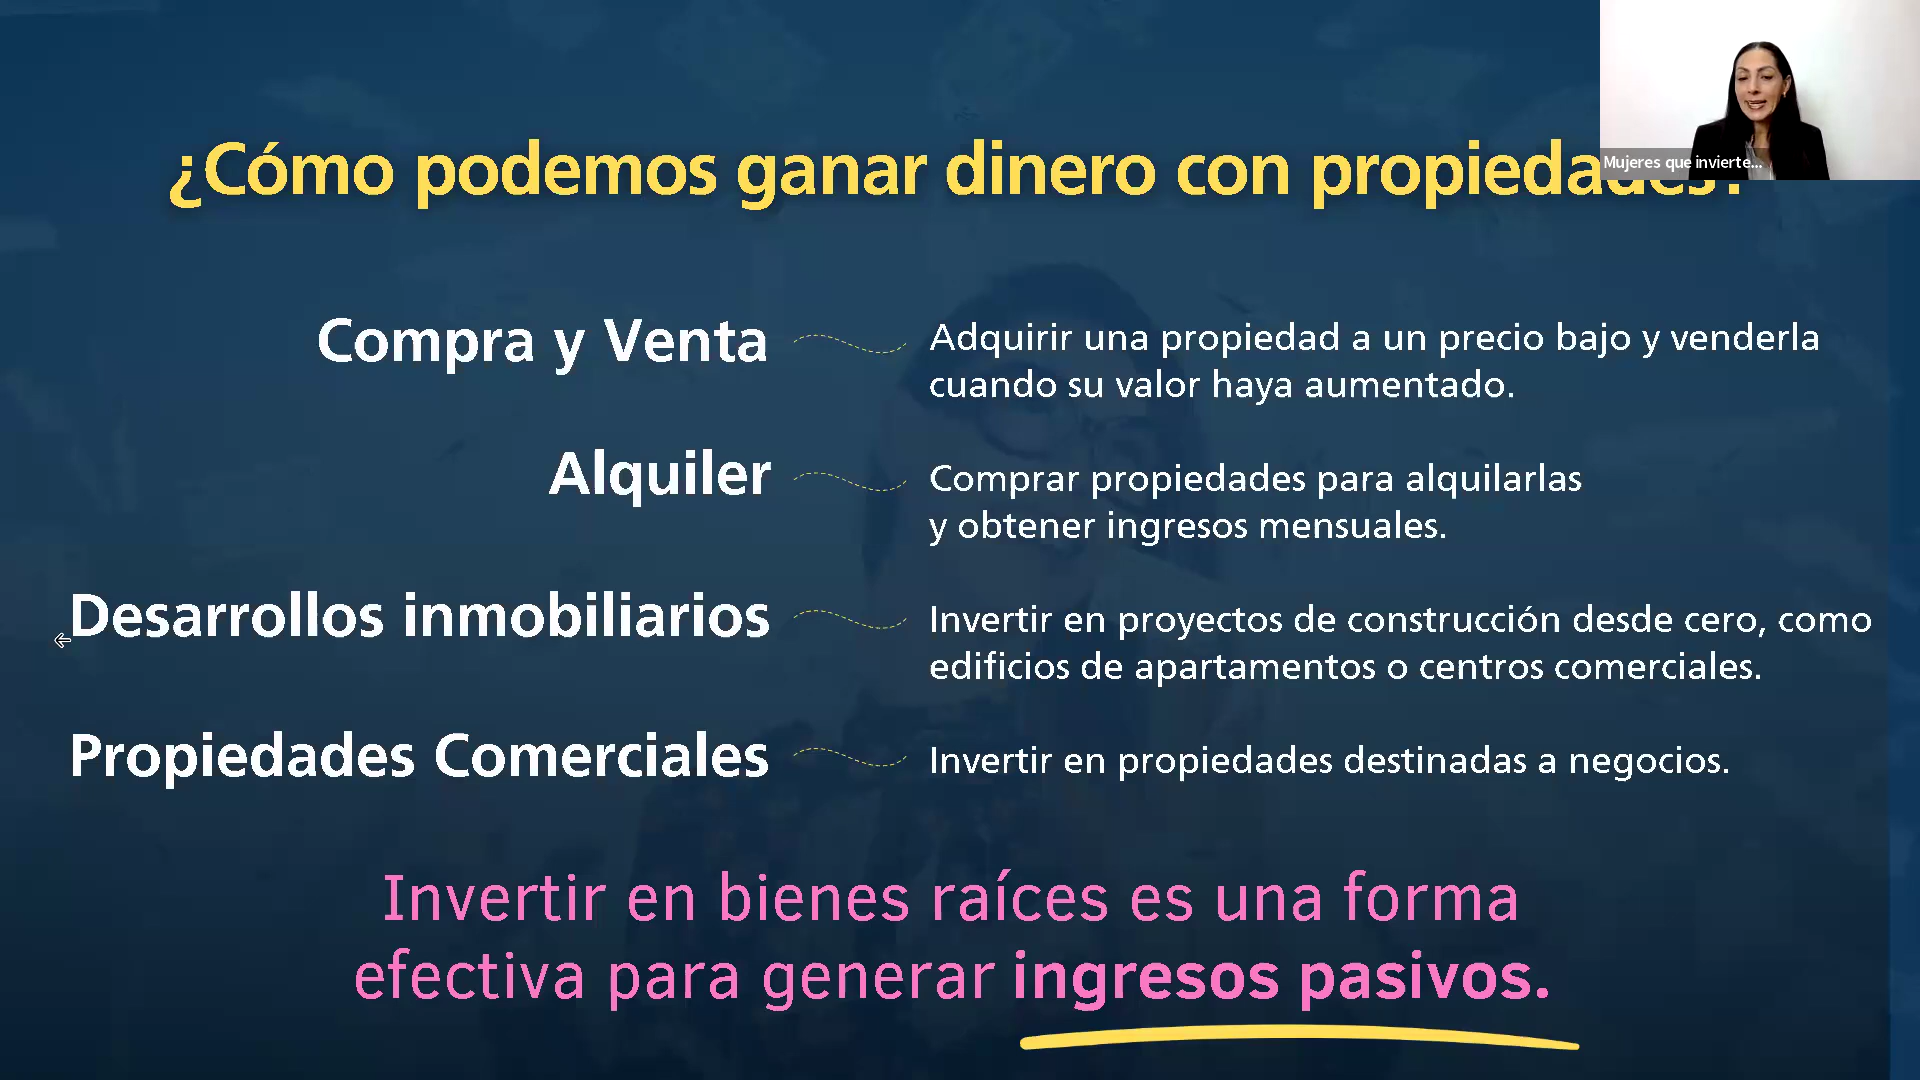 ¿Cómo podemos ganar dinero con propiedades?
Mujeres que invierte...
Compra y Venta
Adquirir una propiedad a un precio bajo y venderla
cuando su valor haya aumentado.
Alquiler
Comprar propiedades para alquilarlas
y obtener ingresos mensuales.
Desarrollos inmobiliarios
Invertir en proyectos de construcción desde cero, como
edificios de apartamentos o centros comerciales.
Propiedades Comerciales
Invertir en propiedades destinadas a negocios.
Invertir en bienes raíces es una forma
efectiva para generar ingresos pasivos.